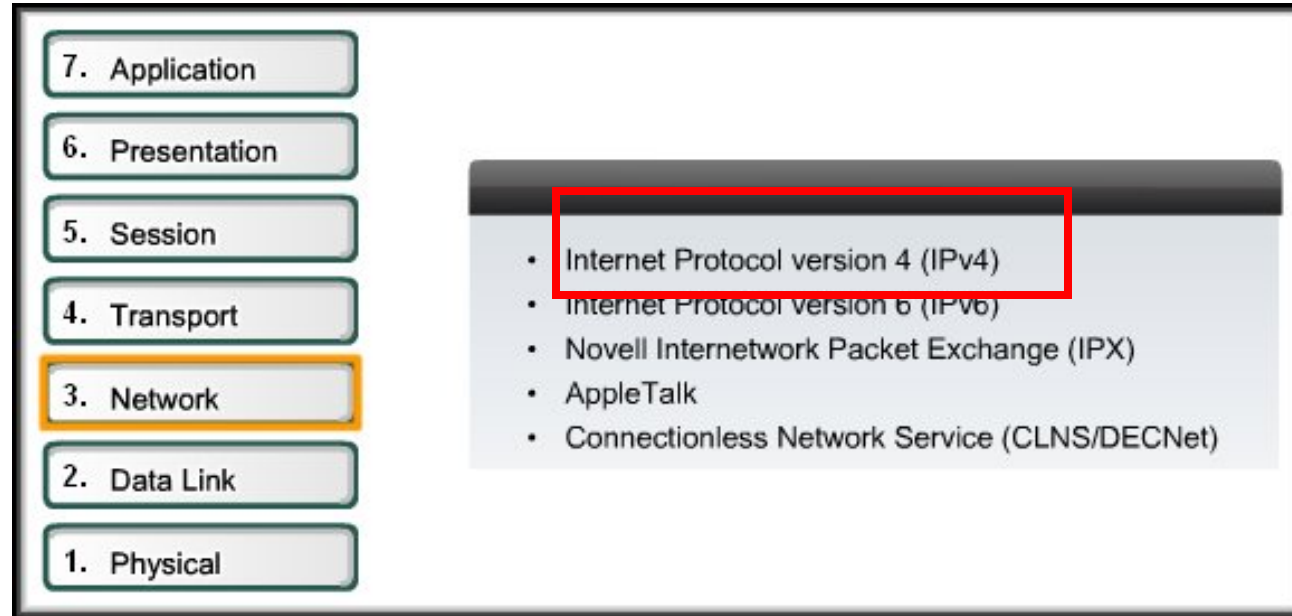 7. Application
6. Presentation
5. Session
4. Transport
3. Network
2. Data Link
1. Physical
• Internet Protocol version 4 (IPv4)
• Internet Protocol version 6 (IPv6)
• Novell Internetwork Packet Exchange (IPX)
• AppleTalk
• Connectionless Network Service (CLNS/DECNet)